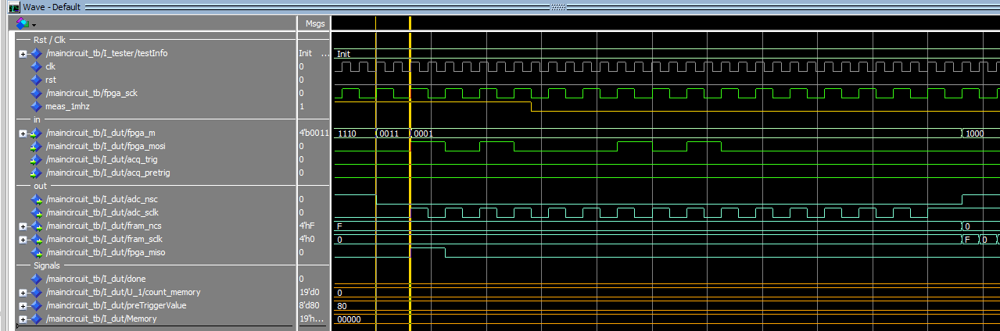 Wave - Default
Msgs
Rst / Clk
/maincircuit_tb/I_tester/testInfo Init ... Init
clk 0
rst 0
/maincircuit_tb/fpga_sck 0
meas_1mhz 1
in
/maincircuit_tb/I_dut/fpga_m 4'b0011 1110 0011 0001 1000
/maincircuit_tb/I_dut/fpga_mosi 0
/maincircuit_tb/I_dut/acq_trig 0
/maincircuit_tb/I_dut/acq_pretrig 0
out
/maincircuit_tb/I_dut/adc_nsc 0
/maincircuit_tb/I_dut/adc_sclk 0
/maincircuit_tb/I_dut/fram_ncs 4'hF F 0
/maincircuit_tb/I_dut/fram_sclk 4'h0 0 F 0
/maincircuit_tb/I_dut/fpga_miso 0
Signals
/maincircuit_tb/I_dut/done 0
/maincircuit_tb/I_dut/U_1/count_memory 19'd0 0
/maincircuit_tb/I_dut/preTriggerValue 8'd80 80
/maincircuit_tb/I_dut/Memory 19'h... 00000